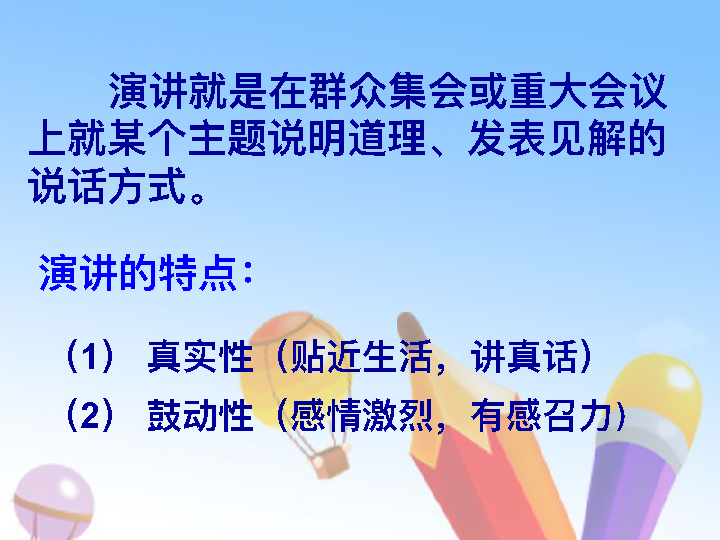 演讲就是在群众集会或重大会议
上就某个主题说明道理、发表见解的
说话方式。
演讲的特点：
（1） 真实性（贴近生活，讲真话）
（2） 鼓动性（感情激烈，有感召力）